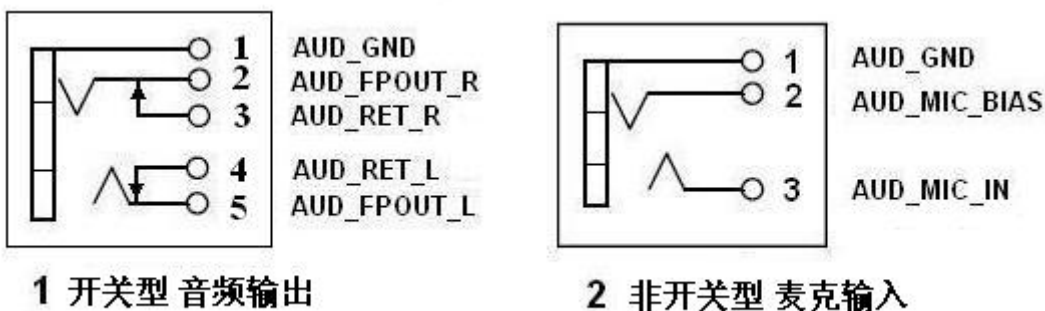 1 AUD_GND
2 AUD_FPOUT_R
3 AUD_RET_R
4 AUD_RET_L
5 AUD_FPOUT_L
1 开关型 音频输出
1 AUD_GND
2 AUD_MIC_BIAS
3 AUD_MIC_IN
2 非开关型 麦克输入